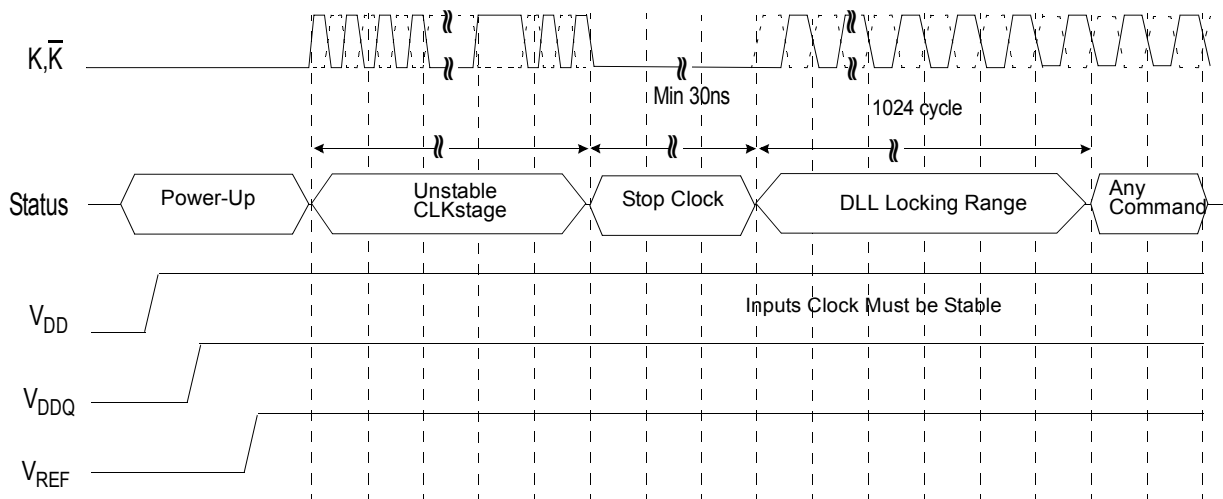 K,K̅
Min 30ns
1024 cycle
Status
Power-Up
Unstable
CLKstage
Stop Clock
DLL Locking Range
Any
Command
Inputs Clock Must be Stable
VDD
VDDQ
VREF